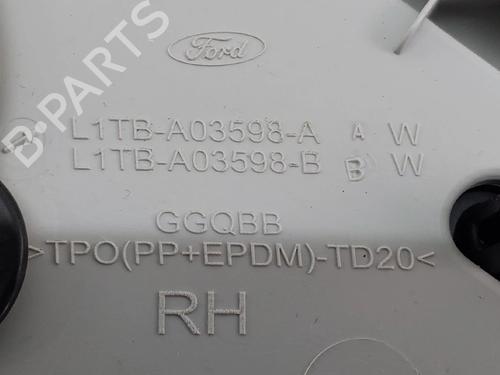 Ford
L1TB-A03598-A A W
L1TB-A03598-B B W
GGQBB
>TPO(PP+EPDM)-TD20<
RH
B-PARTS